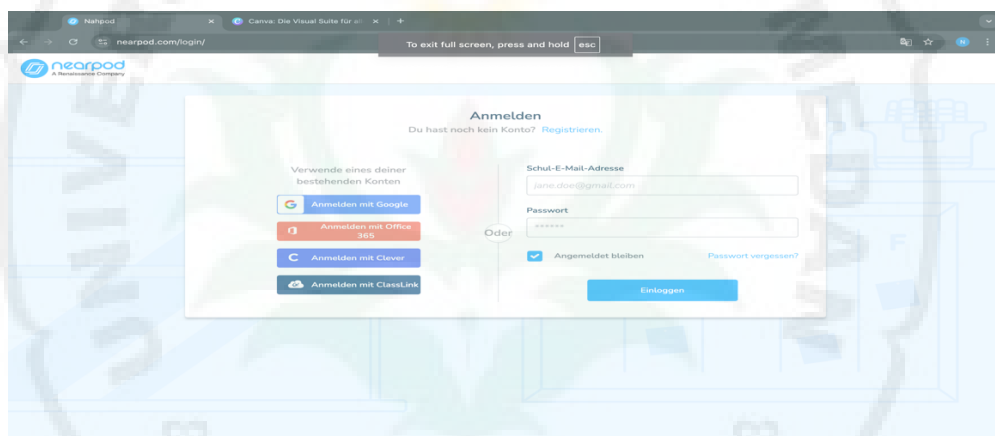 Nahpod
Canva: Die Visual Suite für al
nearpod.com/login/
To exit full screen, press and hold esc
N
nearpod
A Renaissance Company
Anmelden
Du hast noch kein Konto? Registrieren.
Verwende eines deiner
bestehenden Konten
G Anmelden mit Google
Anmelden mit Office
365
C Anmelden mit Clever
Anmelden mit ClassLink
Oder
Schul-E-Mail-Adresse
jane.doe@gmail.com
Passwort
******
Angemeldet bleiben
Passwort vergessen?
Einloggen
F